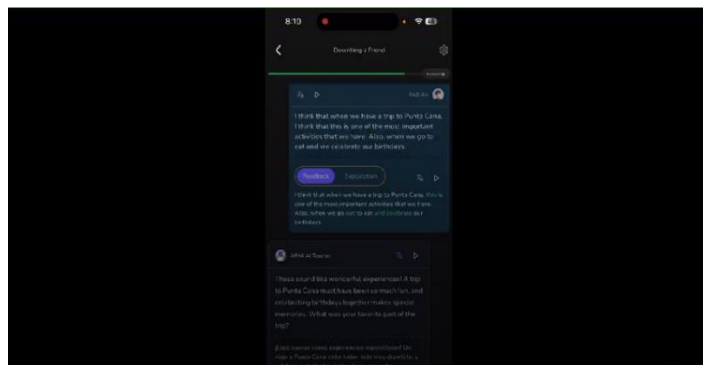 8:10
Describing a Friend
I think that when we have a trip to Punta Cana,
I think that this is one of the most important
activities that we have. Also, when we go to
eat and we celebrate our birthdays.
Feedback Explanation
I think that when we have a trip to Punta Cana, this is
one of the most important activities that we have.
Also, when we go out to eat and celebrate our
birthdays.
AI Teacher
These sound like wonderful experiences! A trip
to Punta Cana must have been so much fun, and
celebrating birthdays together makes special
memories. What was your favorite part of the
trip?